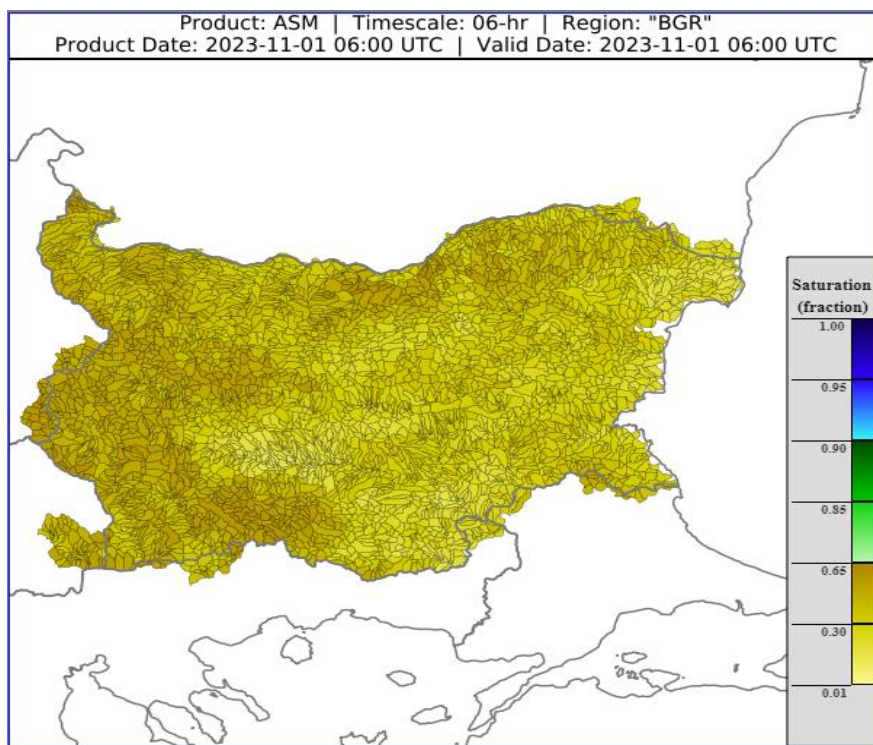 Product: ASM | Timescale: 06-hr | Region: "BGR"
Product Date: 2023-11-01 06:00 UTC | Valid Date: 2023-11-01 06:00 UTC
Saturation
(fraction)
1.00
0.95
0.90
0.85
0.65
0.30
0.01